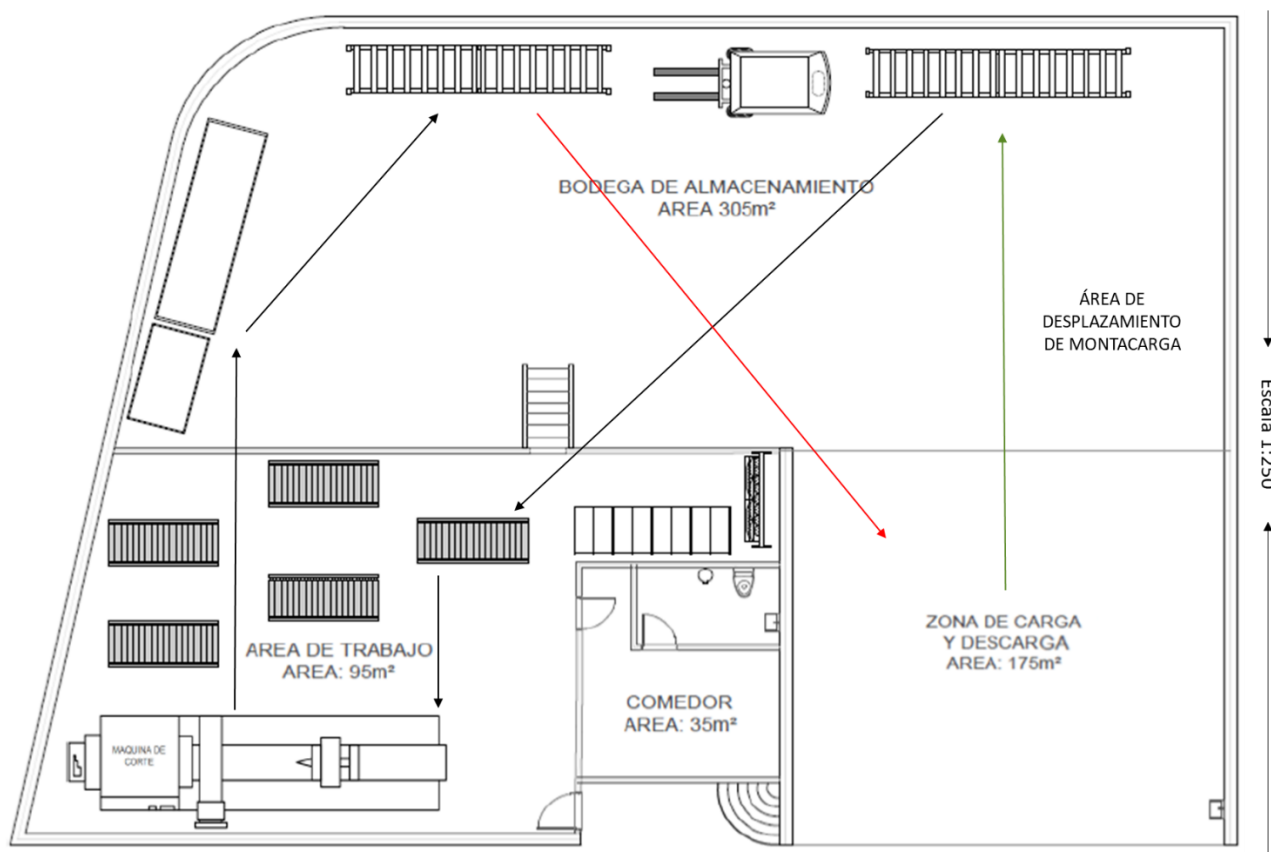 BODEGA DE ALMACENAMIENTO
AREA 305m²
ÁREA DE
DESPLAZAMIENTO
DE MONTACARGA
Escala 1:250
AREA DE TRABAJO
AREA: 95m²
ZONA DE CARGA
Y DESCARGA
AREA: 175m²
COMEDOR
AREA: 35m²
MAQUINA DE
CORTE